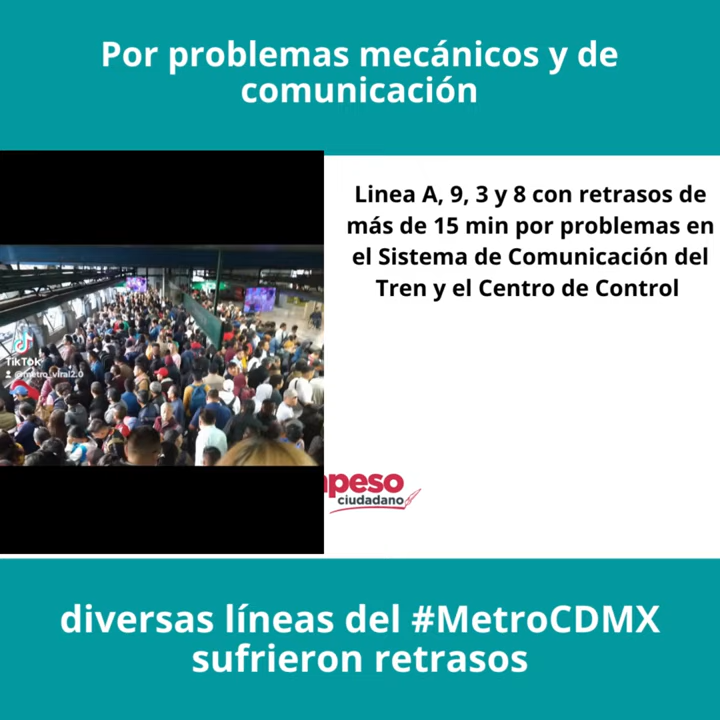 Por problemas mecánicos y de
comunicación
Linea A, 9, 3 y 8 con retrasos de
más de 15 min por problemas en
el Sistema de Comunicación del
Tren y el Centro de Control
TikTok
@metro_viral2.0
peso
ciudadano
diversas líneas del #MetroCDMX
sufrieron retrasos